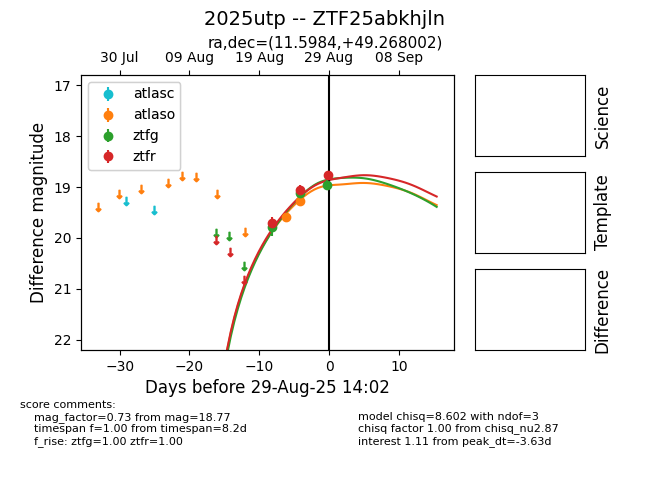 2025utp -- ZTF25abkhjln
ra,dec=(11.5984,+49.268002)
30 Jul
09 Aug
19 Aug
29 Aug
08 Sep
17
18
19
20
21
22
Difference magnitude
atlasc
atlaso
ztfg
ztfr
−30
−20
−10
0
10
Days before 29-Aug-25 14:02
Science
Template
Difference
score comments:
mag_factor=0.73 from mag=18.77
timespan f=1.00 from timespan=8.2d
f_rise: ztfg=1.00 ztfr=1.00
model chisq=8.602 with ndof=3
chisq factor 1.00 from chisq_nu2.87
interest 1.11 from peak_dt=-3.63d